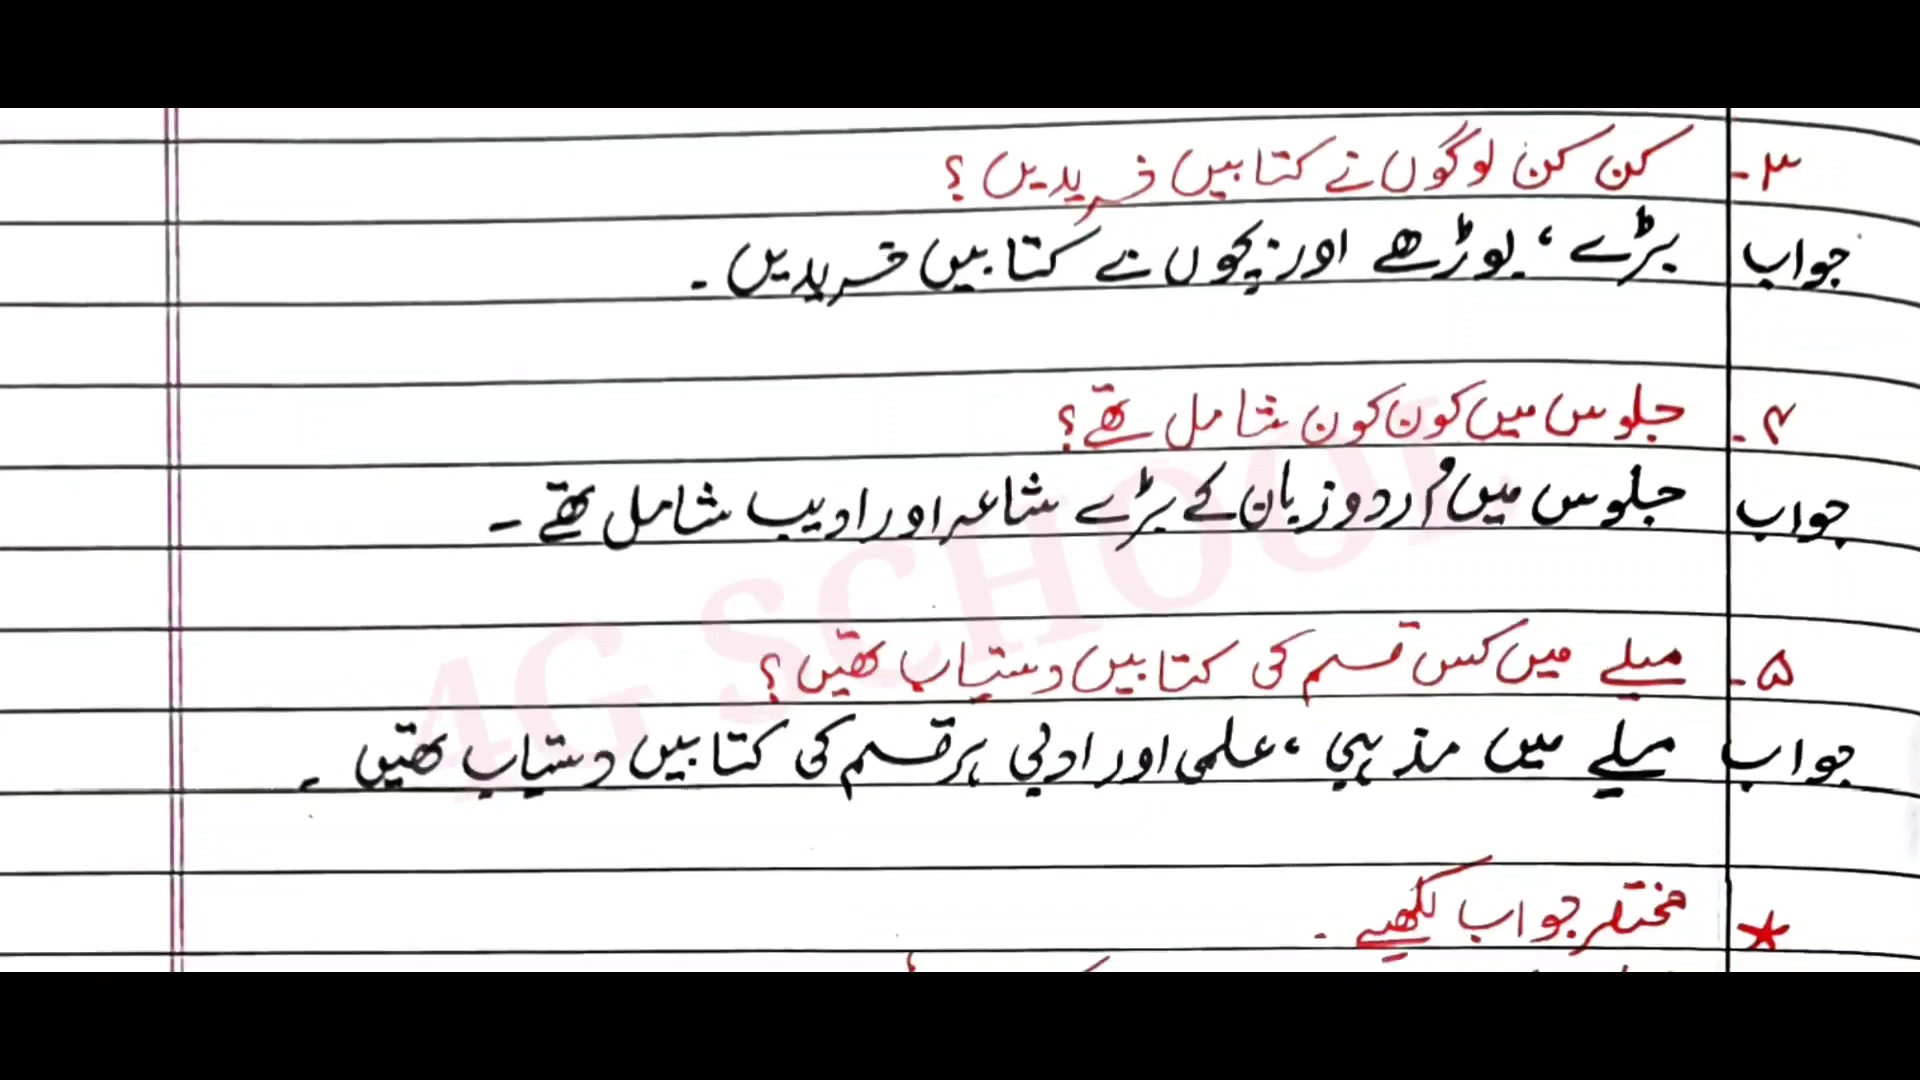 ۳۔ کن کن لوگوں نے کتابیں خریدیں؟
جواب بڑے، بوڑھے اور بچوں نے کتابیں خریدیں۔
۴۔ جلوس میں کون کون شامل تھے؟
جواب جلوس میں اُردو زبان کے بڑے شاعر اور ادیب شامل تھے۔
۵۔ میلے میں کس قسم کی کتابیں دستیاب تھیں؟
جواب میلے میں مذہبی، علمی اور ادبی ہر قسم کی کتابیں دستیاب تھیں۔
★ مختصر جواب لکھیے۔
4G SCHOOL